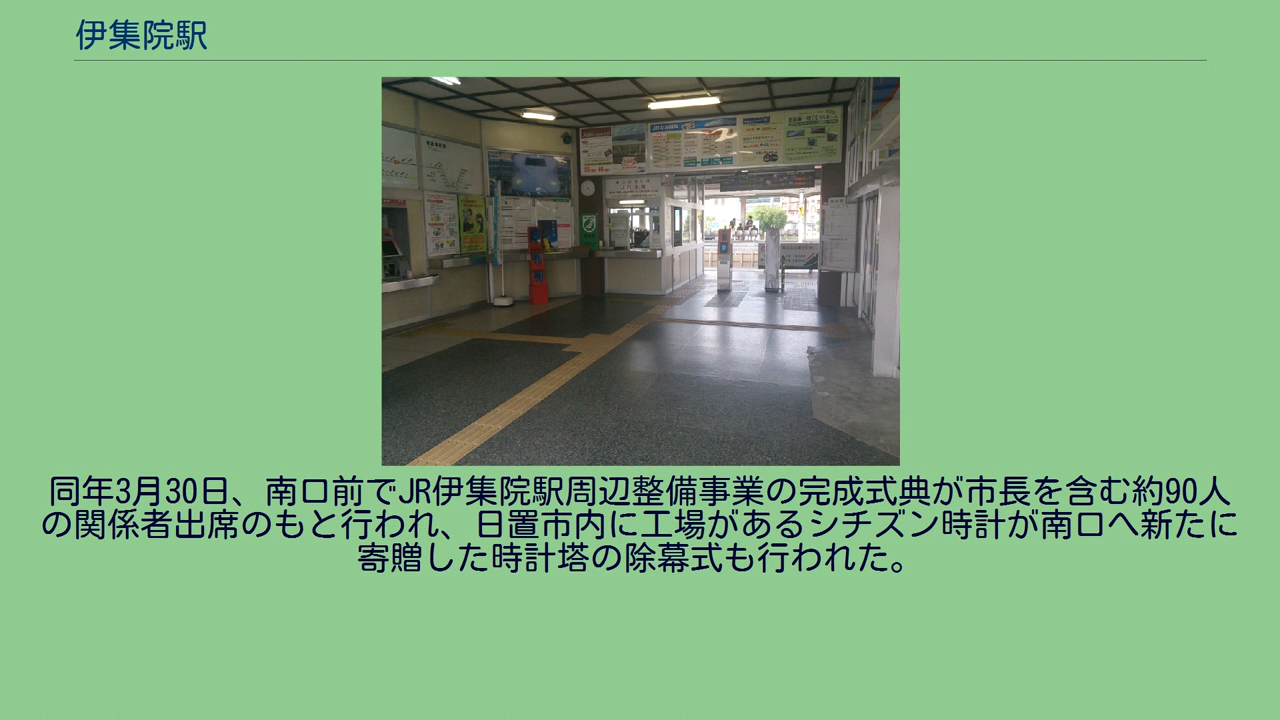 伊集院駅
同年3月30日、南口前でJR伊集院駅周辺整備事業の完成式典が市長を含む約90人
の関係者出席のもと行われ、日置市内に工場があるシチズン時計が南口へ新たに
寄贈した時計塔の除幕式も行われた。